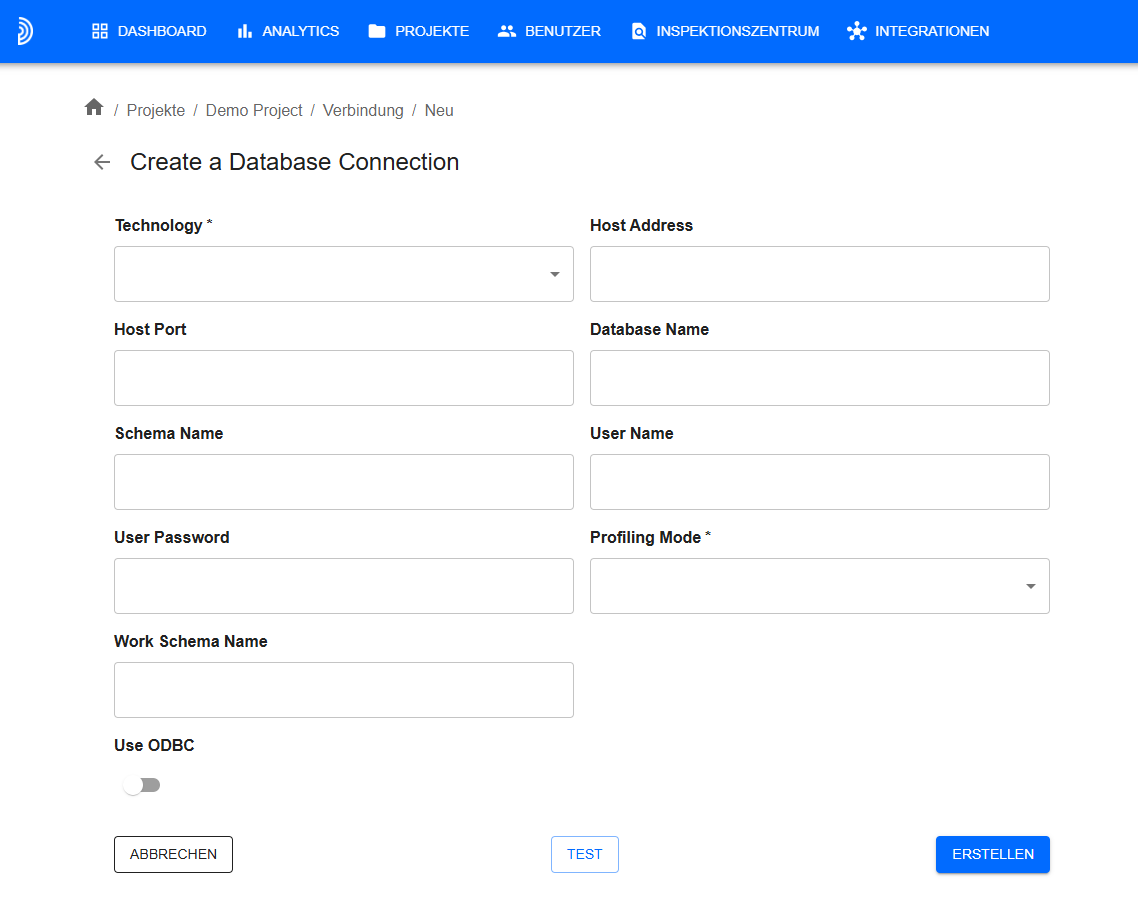 DASHBOARD ANALYTICS PROJEKTE BENUTZER INSPEKTIONSZENTRUM INTEGRATIONEN
/ Projekte / Demo Project / Verbindung / Neu
Create a Database Connection
Technology * Host Address
Host Port Database Name
Schema Name User Name
User Password Profiling Mode *
Work Schema Name
Use ODBC
ABBRECHEN TEST ERSTELLEN